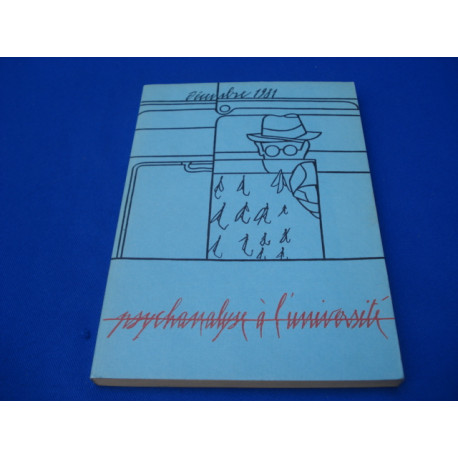 décembre 1981
psychanalyse à l'université